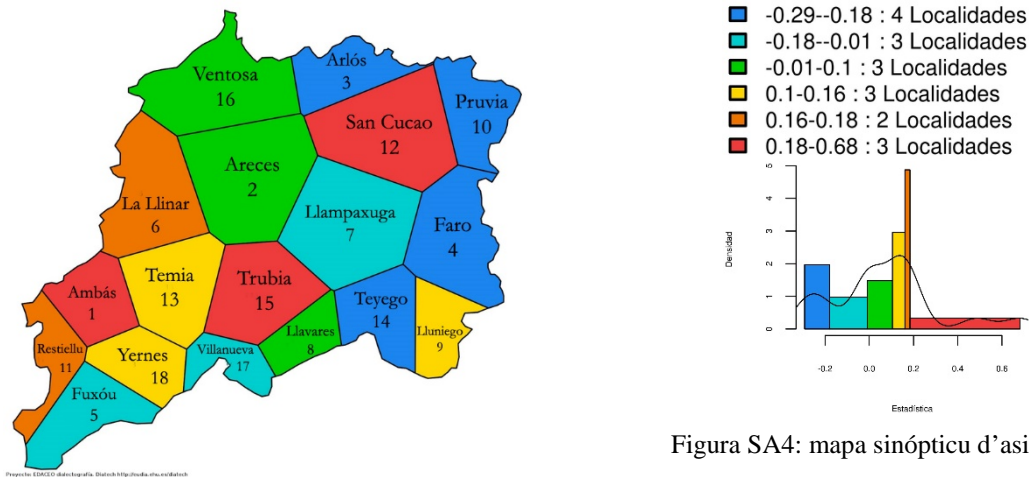 Ventosa
16
Arlós
3
Pruvia
10
San Cucao
12
Areces
2
La Llinar
6
Llampaxuga
7
Faro
4
Temia
13
Trubia
15
Ambás
1
Teyego
14
Llavares
8
Lluniego
9
Restiellu
11
Yernes
18
Villanueva
17
Fuxóu
5
Proyecto EDACEO dialectografía. Diatech http://eudia.ehu.es/diatech
-0.29--0.18 : 4 Localidades
-0.18--0.01 : 3 Localidades
-0.01-0.1 : 3 Localidades
0.1-0.16 : 3 Localidades
0.16-0.18 : 2 Localidades
0.18-0.68 : 3 Localidades
5
4
3
2
1
0
Densidad
-0.2 0.0 0.2 0.4 0.6
Estadística
Figura SA4: mapa sinópticu d’asi